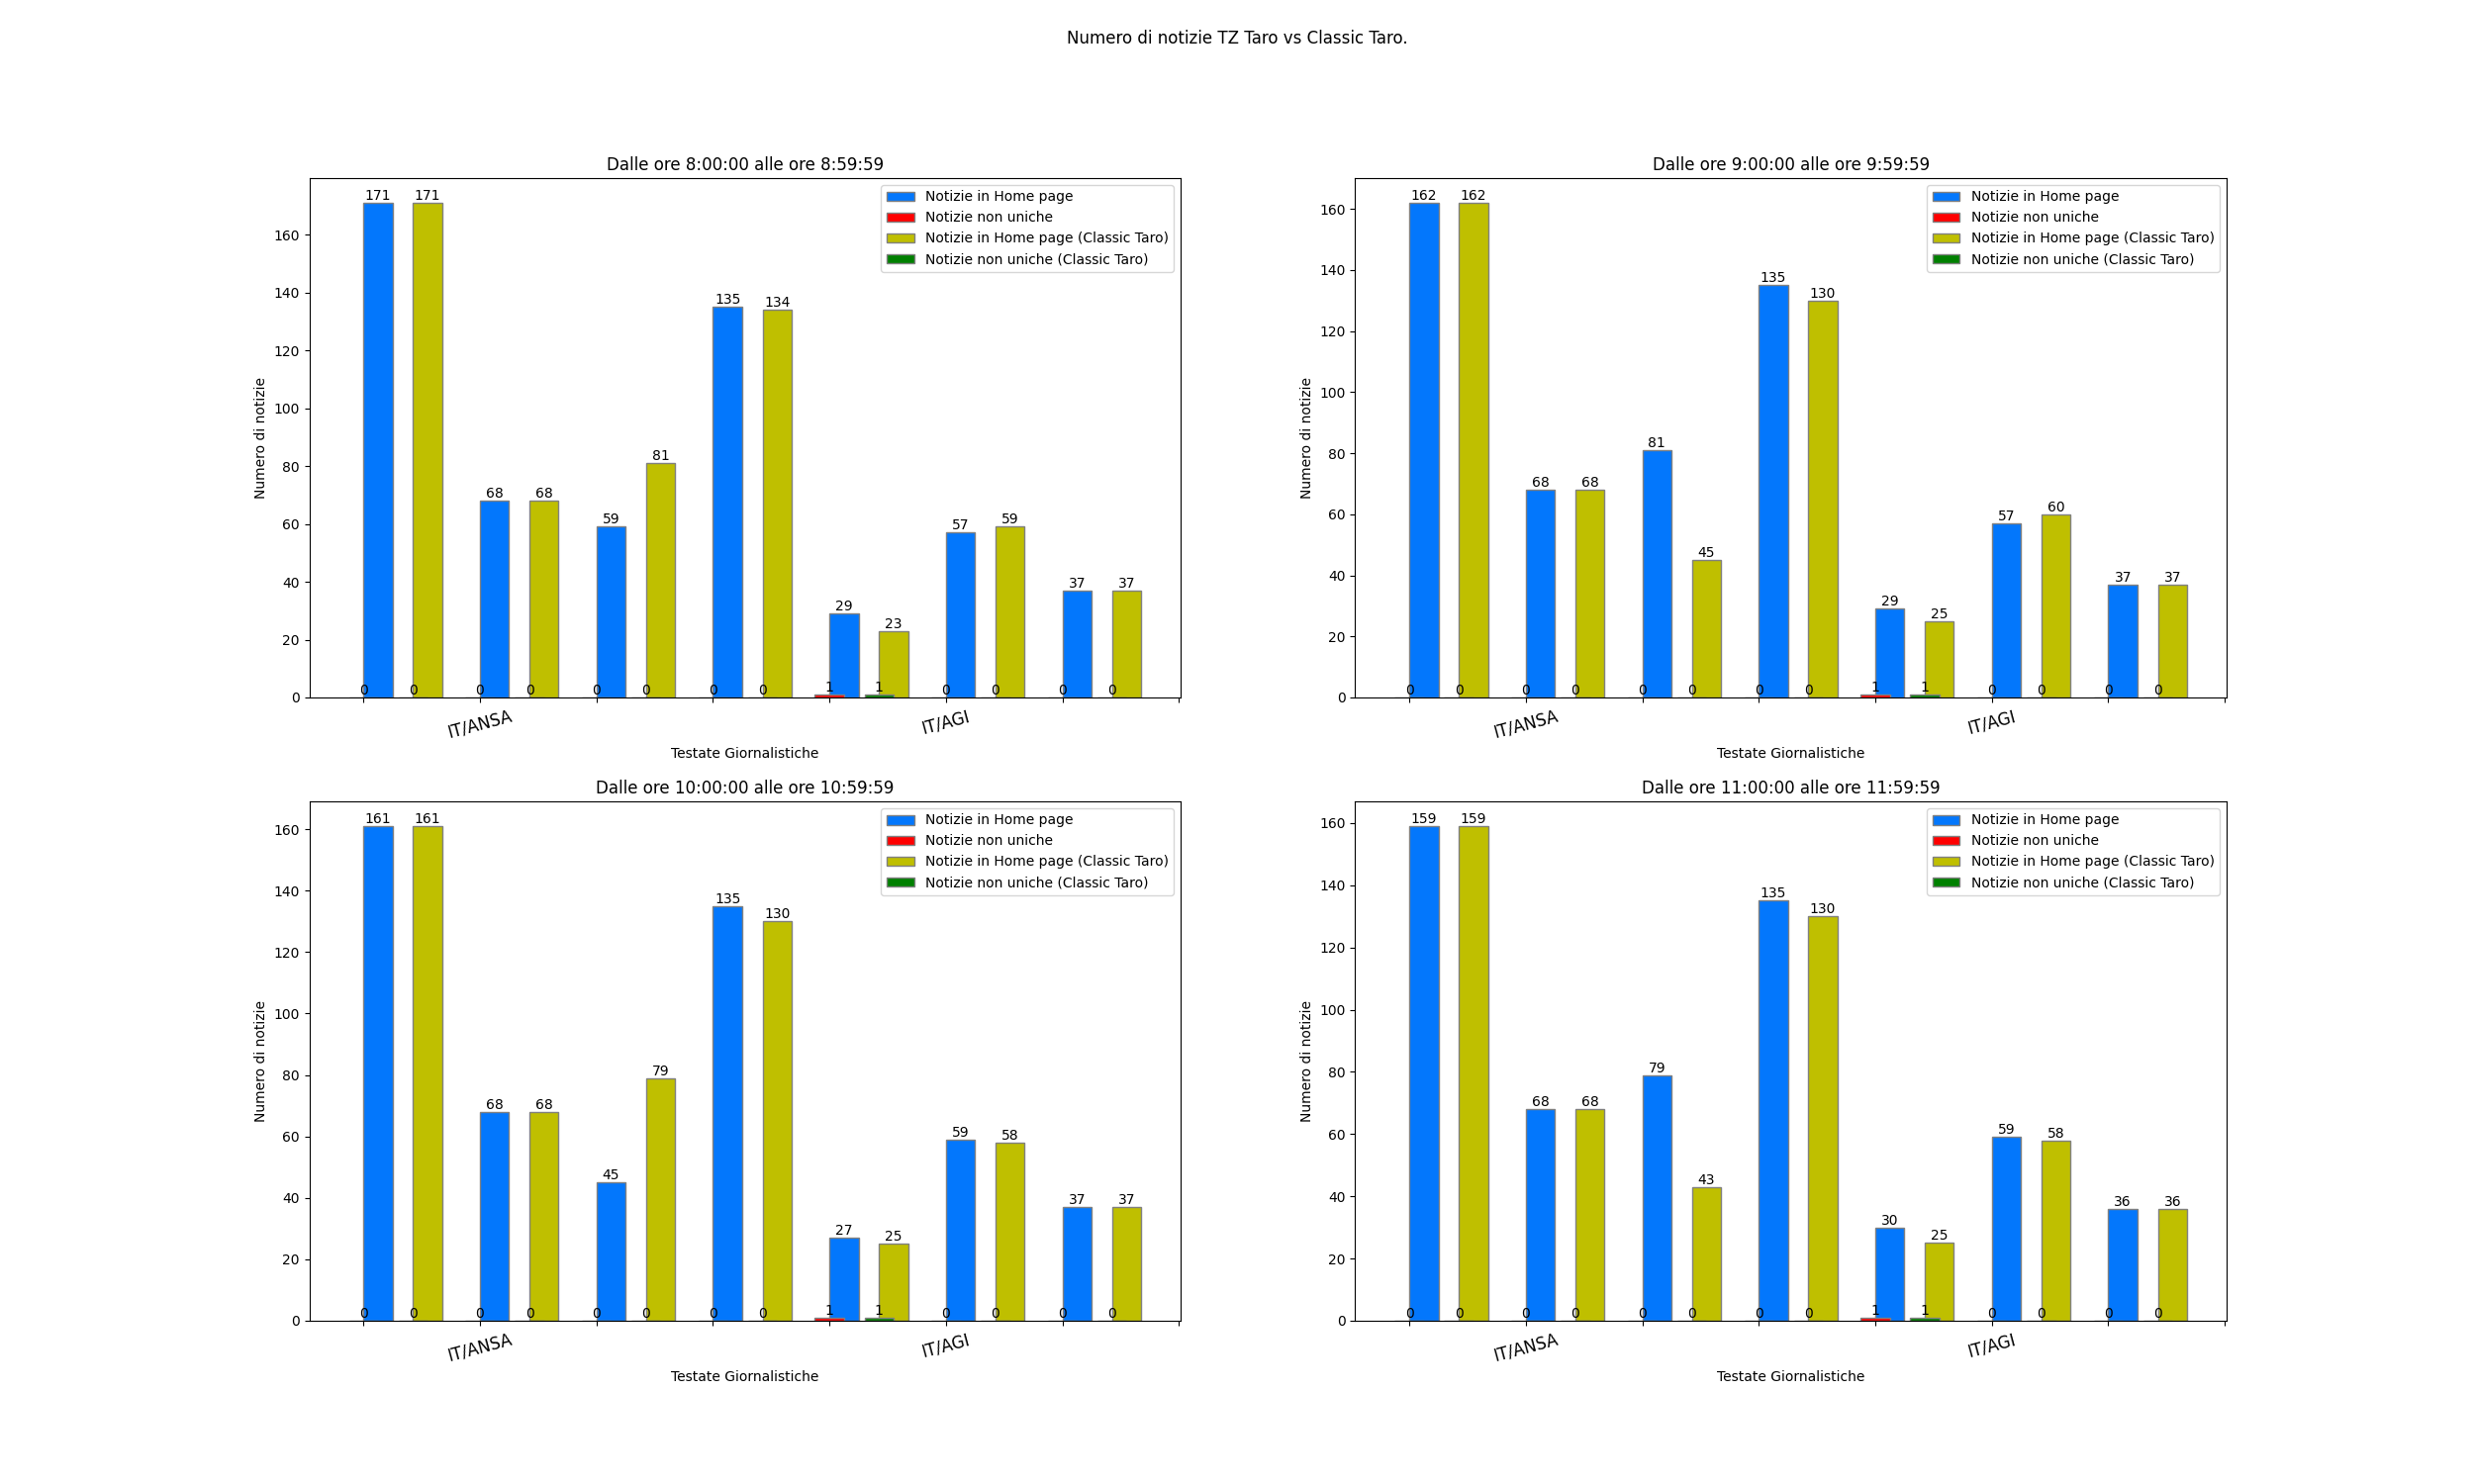 Numero di notizie TZ Taro vs Classic Taro.
Dalle ore 8:00:00 alle ore 8:59:59
Numero di notizie
160
140
120
100
80
60
40
20
0
171 171
68 68
59 81
135 134
29 23
57 59
37 37
0 0 0 0 0 0 0 0 1 1 0 0 0 0
Notizie in Home page
Notizie non uniche
Notizie in Home page (Classic Taro)
Notizie non uniche (Classic Taro)
IT/ANSA IT/AGI
Testate Giornalistiche
Dalle ore 9:00:00 alle ore 9:59:59
Numero di notizie
160
140
120
100
80
60
40
20
0
162 162
68 68
81 45
135 130
29 25
57 60
37 37
0 0 0 0 0 0 0 0 1 1 0 0 0 0
Notizie in Home page
Notizie non uniche
Notizie in Home page (Classic Taro)
Notizie non uniche (Classic Taro)
IT/ANSA IT/AGI
Testate Giornalistiche
Dalle ore 10:00:00 alle ore 10:59:59
Numero di notizie
160
140
120
100
80
60
40
20
0
161 161
68 68
45 79
135 130
27 25
59 58
37 37
0 0 0 0 0 0 0 0 1 1 0 0 0 0
Notizie in Home page
Notizie non uniche
Notizie in Home page (Classic Taro)
Notizie non uniche (Classic Taro)
IT/ANSA IT/AGI
Testate Giornalistiche
Dalle ore 11:00:00 alle ore 11:59:59
Numero di notizie
160
140
120
100
80
60
40
20
0
159 159
68 68
79 43
135 130
30 25
59 58
36 36
0 0 0 0 0 0 0 0 1 1 0 0 0 0
Notizie in Home page
Notizie non uniche
Notizie in Home page (Classic Taro)
Notizie non uniche (Classic Taro)
IT/ANSA IT/AGI
Testate Giornalistiche